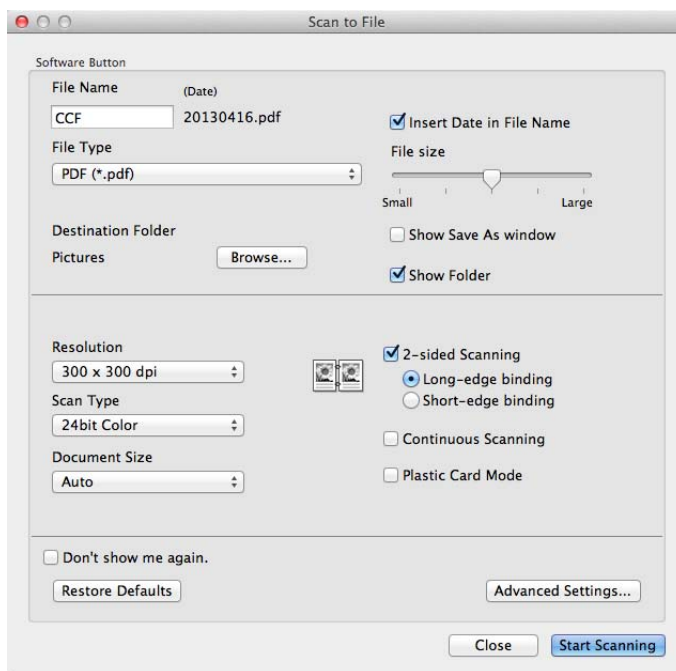 Scan to File
Software Button
File Name
(Date)
CCF
20130416.pdf
Insert Date in File Name
File Type
File size
PDF (*.pdf)
Small
Large
Destination Folder
Show Save As window
Pictures
Browse...
Show Folder
Resolution
2-sided Scanning
300 x 300 dpi
Long-edge binding
Scan Type
Short-edge binding
24bit Color
Continuous Scanning
Document Size
Auto
Plastic Card Mode
Don't show me again.
Restore Defaults
Advanced Settings...
Close
Start Scanning